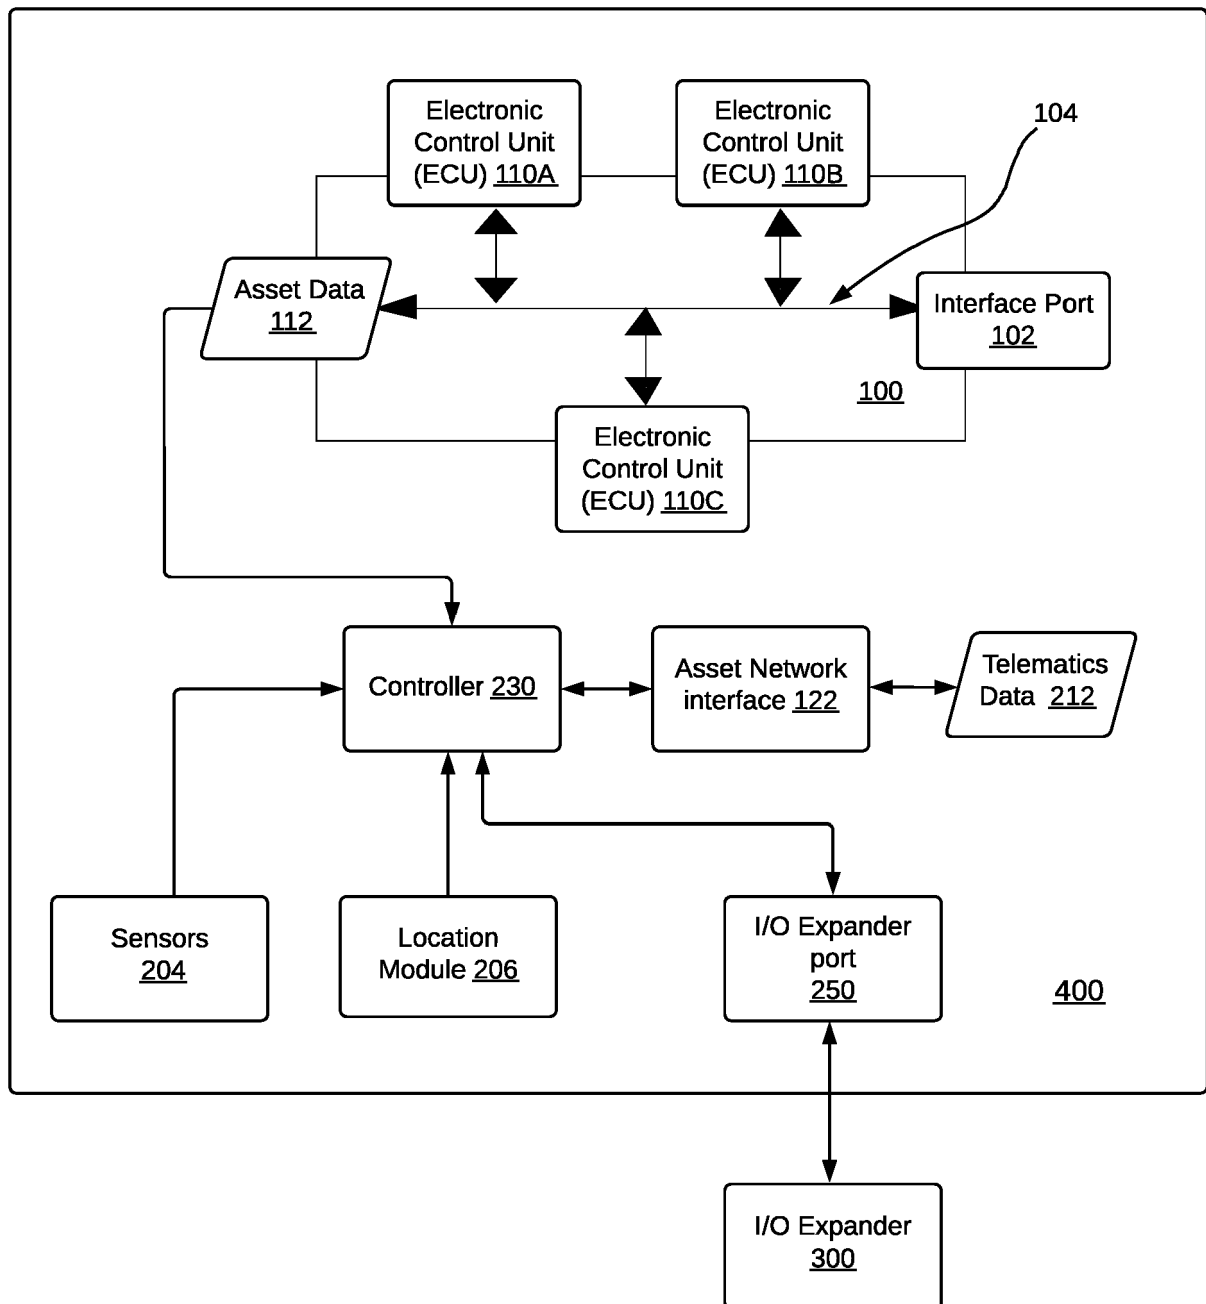 Electronic
Control Unit
(ECU) 110A
Electronic
Control Unit
(ECU) 110B
104
Asset Data
112
Interface Port
102
100
Electronic
Control Unit
(ECU) 110C
Controller 230
Asset Network
interface 122
Telematics
Data 212
Sensors
204
Location
Module 206
I/O Expander
port
250
400
I/O Expander
300